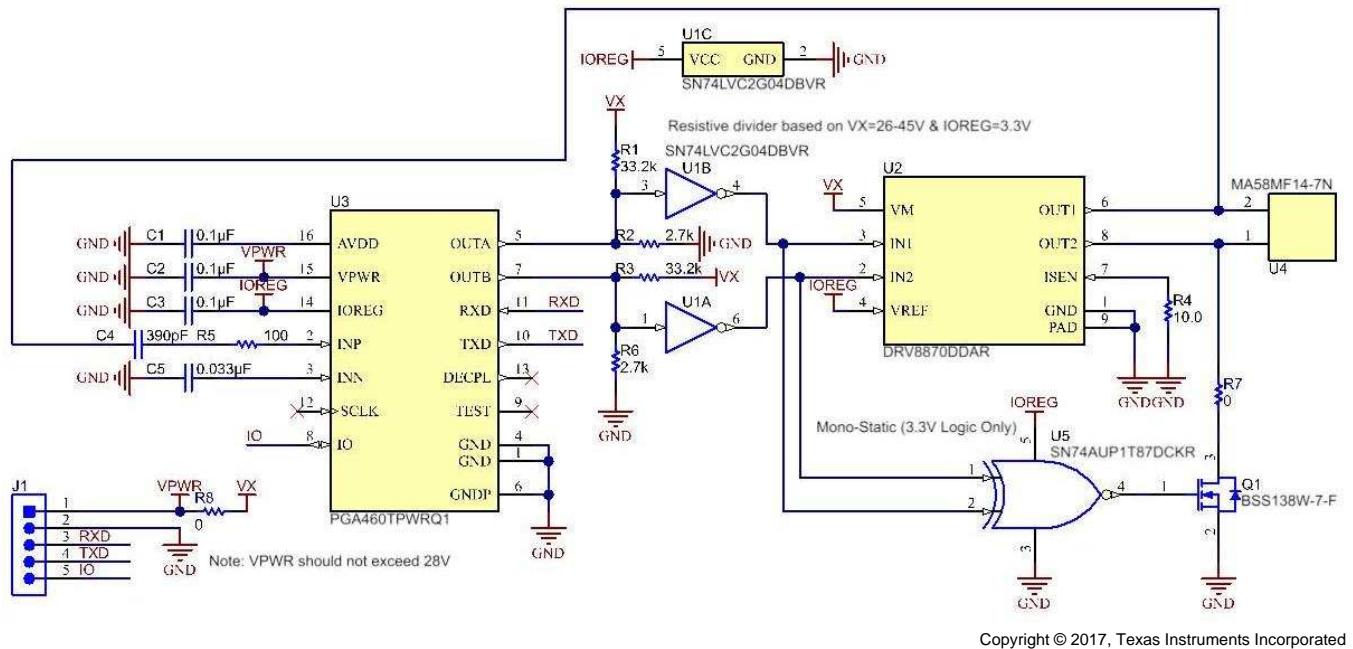 U1C
IOREG 5 VCC GND 2 GND
SN74LVC2G04DBVR
VX
Resistive divider based on VX=26-45V & IOREG=3.3V
R1
33.2k
SN74LVC2G04DBVR
U1B
3 4
U3
GND C1 0.1µF 16 AVDD
GND C2 0.1µF VPWR 15 VPWR
GND C3 0.1µF IOREG 14 IOREG
C4 390pF R5 100 2 INP
GND C5 0.033µF 3 INN
12 SCLK
IO 8 IO
OUTA 5
OUTB 7
RXD 11 RXD
TXD 10 TXD
DECPL 13
TEST 9
GND 4
GND 1
GNDP 6
GND
PGA460TPWRQ1
R2 2.7k GND
R3 33.2k VX
U1A
1 6
R6
2.7k
GND
U2
VX 5 VM
3 IN1
2 IN2
IOREG 4 VREF
OUT1 6
OUT2 8
ISEN 7
GND 1
PAD 9
DRV8870DDAR
R4
10.0
GND GND
MA58MF14-7N
2
1
U4
R7
0
IOREG
Mono-Static (3.3V Logic Only)
5
U5
SN74AUP1T87DCKR
1
2
4
3
GND
3
1
2
Q1
BSS138W-7-F
GND
J1
1 VPWR R8 VX
0
2
3 RXD
4 TXD
5 IO
GND
Note: VPWR should not exceed 28V
Copyright © 2017, Texas Instruments Incorporated